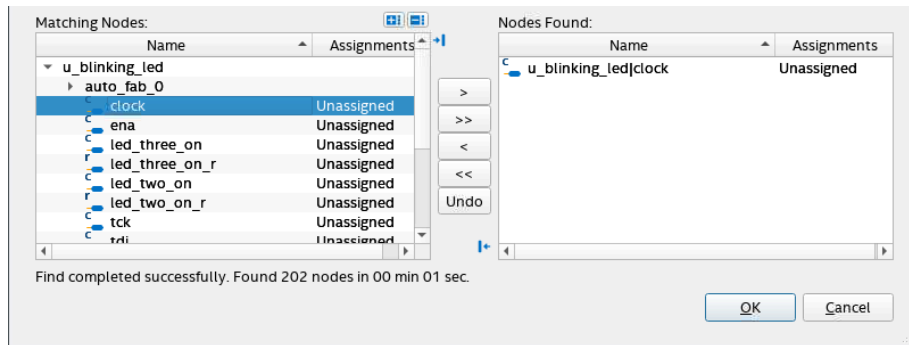 Matching Nodes:
Name Assignments
u_blinking_led
auto_fab_0
c clock Unassigned
c ena Unassigned
c led_three_on Unassigned
r led_three_on_r Unassigned
c led_two_on Unassigned
r led_two_on_r Unassigned
c tck Unassigned
c tdi Unassigned
>
>>
<
<<
Undo
Nodes Found:
Name Assignments
c u_blinking_led|clock Unassigned
Find completed successfully. Found 202 nodes in 00 min 01 sec.
OK Cancel